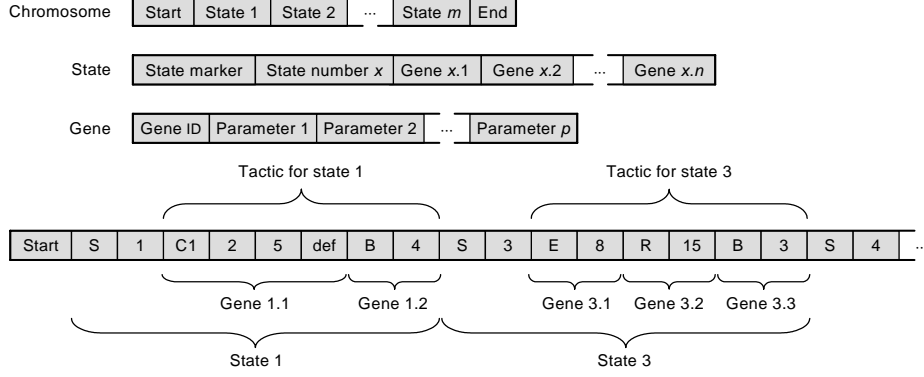 Chromosome Start State 1 State 2 ... State m End
State State marker State number x Gene x.1 Gene x.2 ... Gene x.n
Gene Gene ID Parameter 1 Parameter 2 ... Parameter p
Tactic for state 1 Tactic for state 3
Start S 1 C1 2 5 def B 4 S 3 E 8 R 15 B 3 S 4 ...
Gene 1.1 Gene 1.2 Gene 3.1 Gene 3.2 Gene 3.3
State 1 State 3